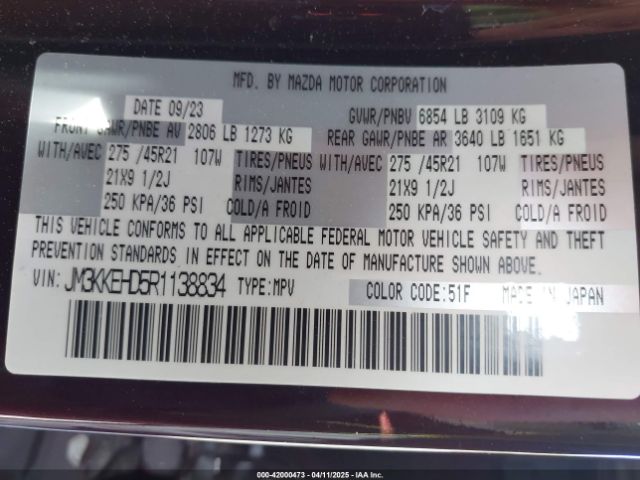 MFD. BY MAZDA MOTOR CORPORATION
DATE 09/23 GVWR/PNBV 6854 LB 3109 KG
FRONT GAWR/PNBE AV 2806 LB 1273 KG REAR GAWR/PNBE AR 3640 LB 1651 KG
WITH/AVEC 275 /45R21 107W TIRES/PNEUS WITH/AVEC 275 /45R21 107W TIRES/PNEUS
21X9 1/2J RIMS/JANTES 21X9 1/2J RIMS/JANTES
250 KPA/36 PSI COLD/A FROID 250 KPA/36 PSI COLD/A FROID
THIS VEHICLE CONFORMS TO ALL APPLICABLE FEDERAL MOTOR VEHICLE SAFETY AND THEFT
PREVENTION STANDARDS IN EFFECT ON THE DATE OF MANUFACTURE SHOWN ABOVE.
VIN: JM3KKEHD5R1138834 TYPE:MPV COLOR CODE:51F MADE IN JAPAN
000-42000473 04/11/2025 IAA Inc.